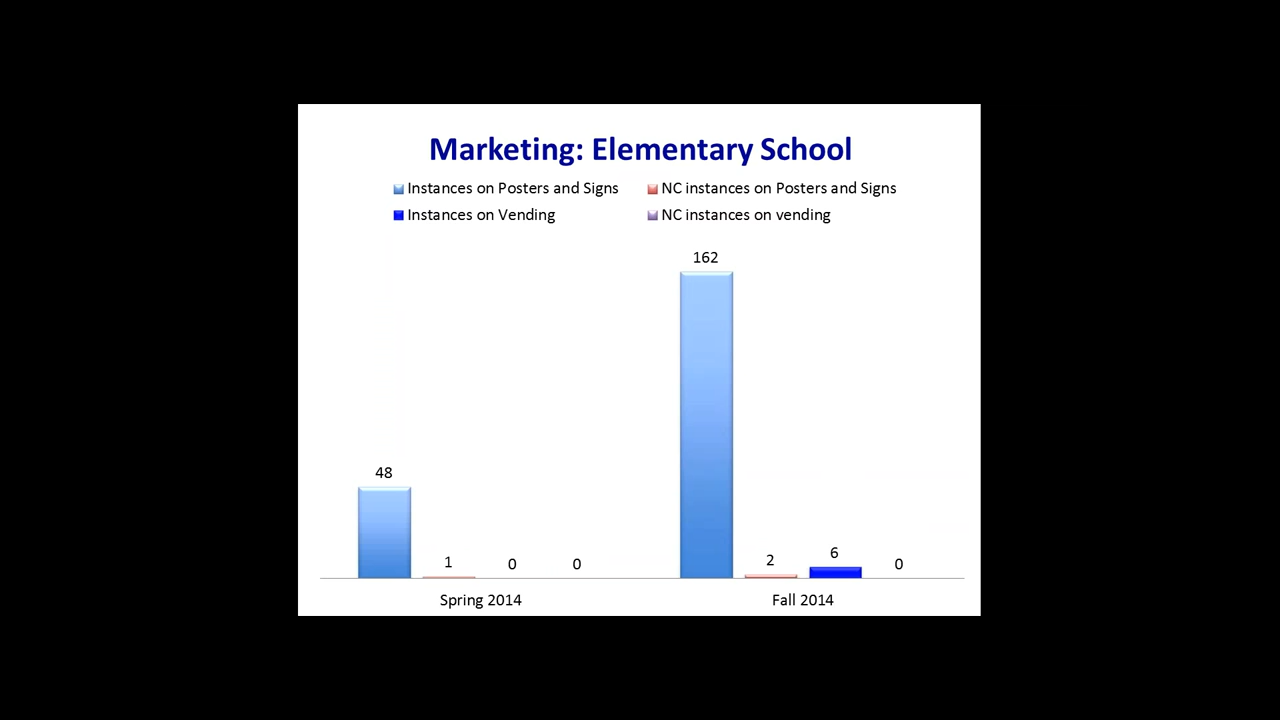 Marketing: Elementary School
Instances on Posters and Signs
NC instances on Posters and Signs
Instances on Vending
NC instances on vending
162
48
1
0
0
2
6
0
Spring 2014
Fall 2014